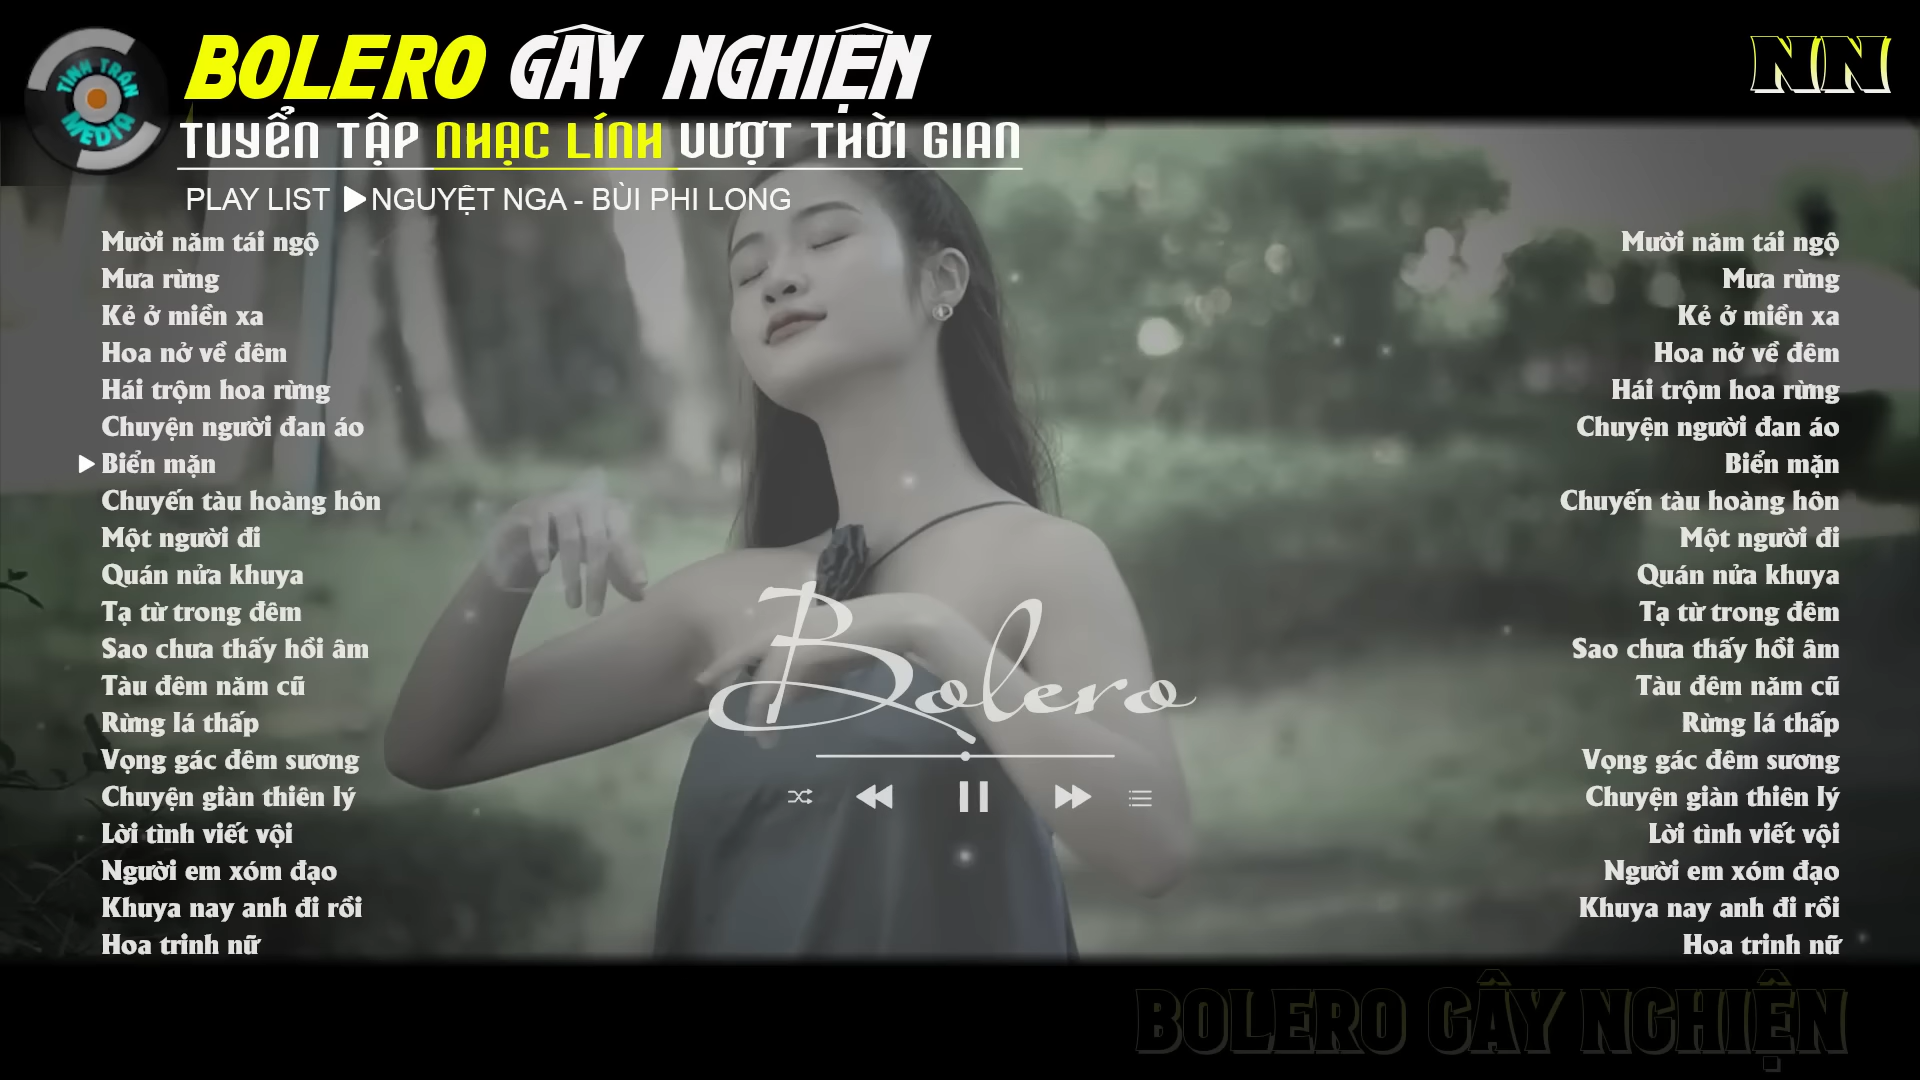 TÌNH TRẦN
MEDIA
BOLERO GÂY NGHIỆN
NN
TUYỂN TẬP NHẠC LÍNH VƯỢT THỜI GIAN
PLAY LIST ▶NGUYỆT NGA - BÙI PHI LONG
Mười năm tái ngộ
Mưa rừng
Kẻ ở miền xa
Hoa nở về đêm
Hái trộm hoa rừng
Chuyện người đan áo
Biển mặn
Chuyến tàu hoàng hôn
Một người đi
Quán nửa khuya
Tạ từ trong đêm
Sao chưa thấy hồi âm
Tàu đêm năm cũ
Rừng lá thấp
Vọng gác đêm sương
Chuyện giàn thiên lý
Lời tình viết vội
Người em xóm đạo
Khuya nay anh đi rồi
Hoa trinh nữ
Bolero
Mười năm tái ngộ
Mưa rừng
Kẻ ở miền xa
Hoa nở về đêm
Hái trộm hoa rừng
Chuyện người đan áo
Biển mặn
Chuyến tàu hoàng hôn
Một người đi
Quán nửa khuya
Tạ từ trong đêm
Sao chưa thấy hồi âm
Tàu đêm năm cũ
Rừng lá thấp
Vọng gác đêm sương
Chuyện giàn thiên lý
Lời tình viết vội
Người em xóm đạo
Khuya nay anh đi rồi
Hoa trinh nữ
BOLERO GÂY NGHIỆN